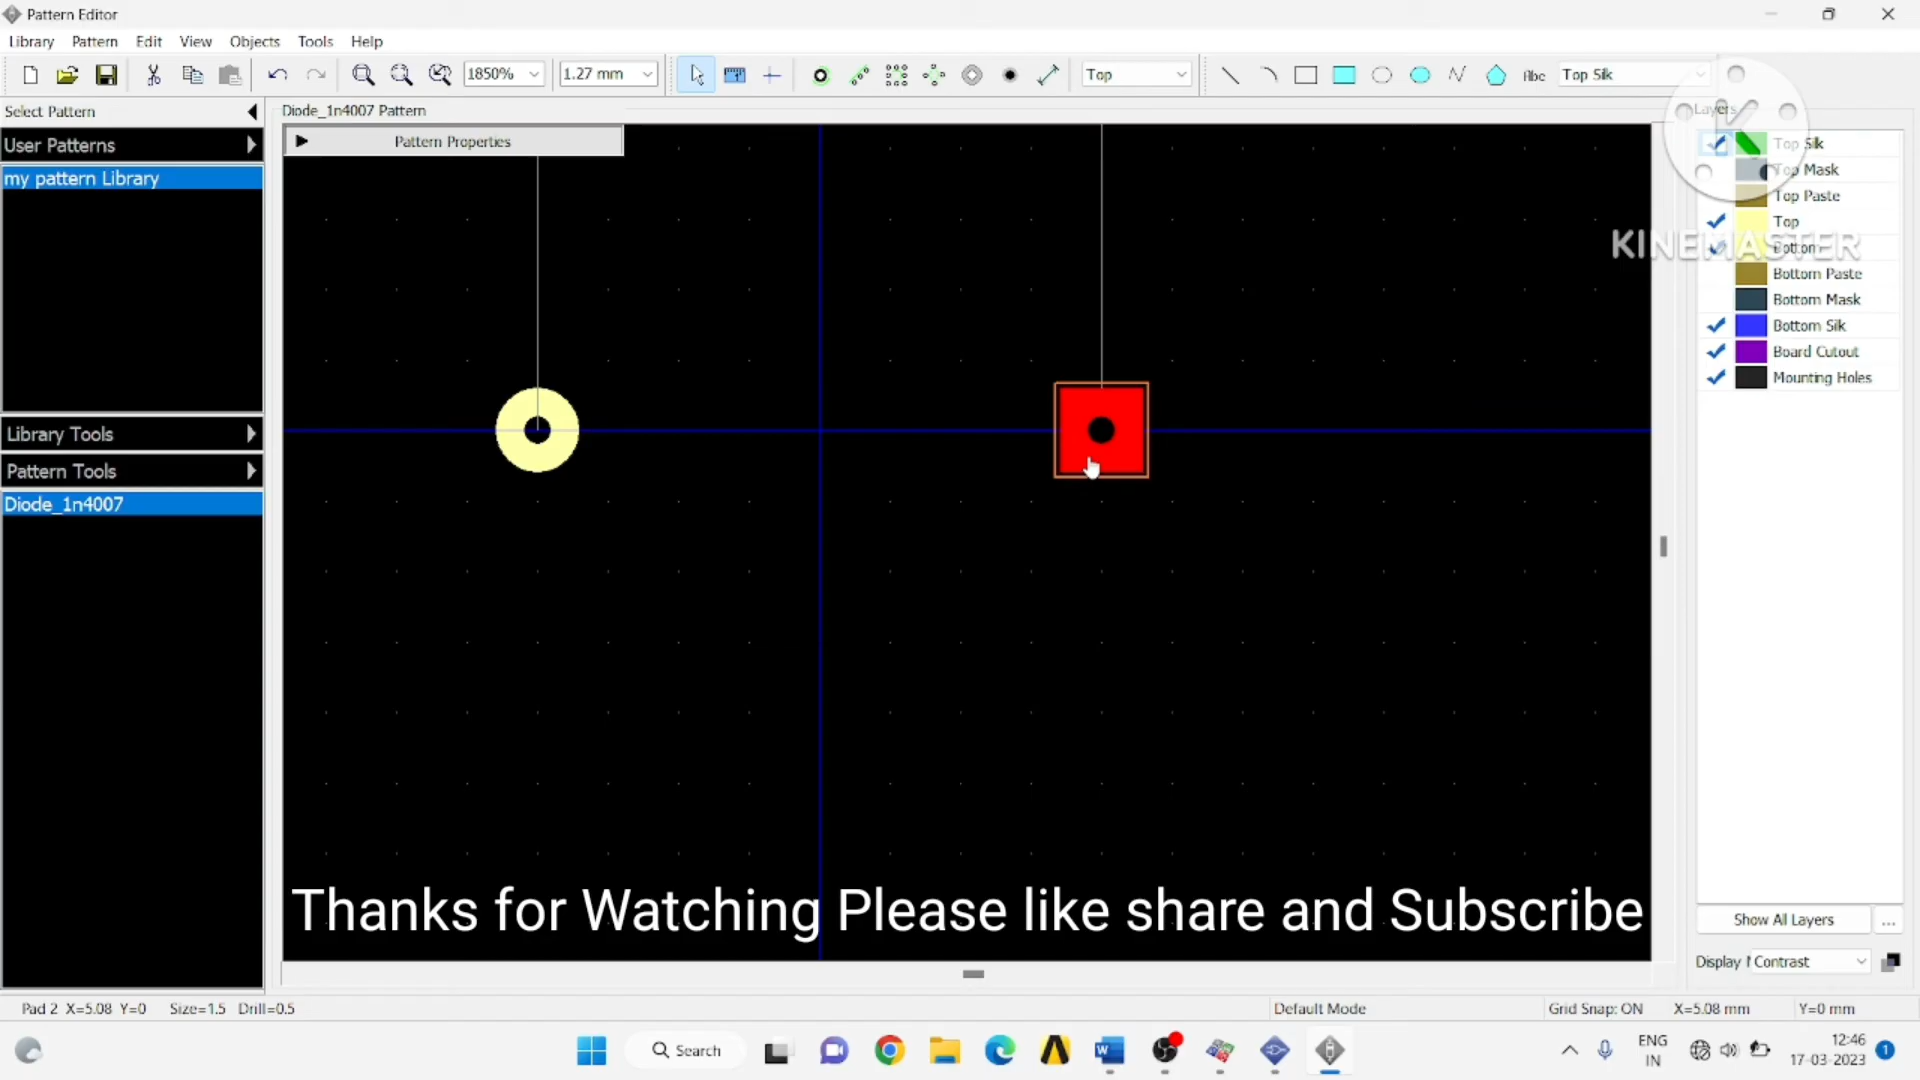 Pattern Editor
Library Pattern Edit View Objects Tools Help
1850% 1.27 mm Top Abc Top Silk
Select Pattern
Diode_1n4007 Pattern
Layers
User Patterns
Pattern Properties
Top Silk
my pattern Library
Top Mask
Top Paste
Top
KINEMASTER
Bottom
Bottom Paste
Bottom Mask
Bottom Silk
Board Cutout
Mounting Holes
Library Tools
Pattern Tools
Diode_1n4007
Thanks for Watching Please like share and Subscribe
Show All Layers ...
Display Contrast
Pad 2 X=5.08 Y=0 Size=1.5 Drill=0.5 Default Mode Grid Snap: ON X=5.08 mm Y=0 mm
Search
ENG
IN
12:46
17-03-2023
1